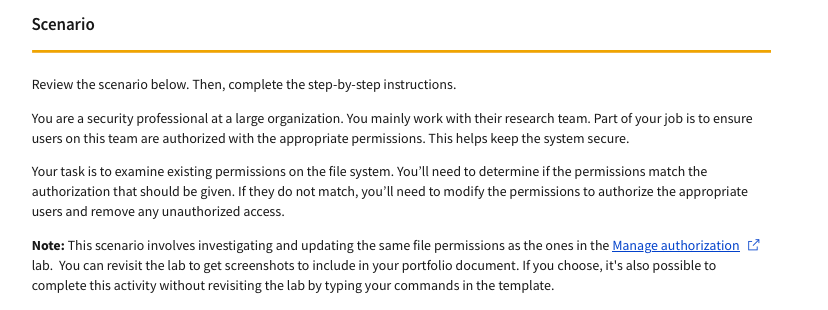 Scenario
Review the scenario below. Then, complete the step-by-step instructions.
You are a security professional at a large organization. You mainly work with their research team. Part of your job is to ensure
users on this team are authorized with the appropriate permissions. This helps keep the system secure.
Your task is to examine existing permissions on the file system. You’ll need to determine if the permissions match the
authorization that should be given. If they do not match, you’ll need to modify the permissions to authorize the appropriate
users and remove any unauthorized access.
Note: This scenario involves investigating and updating the same file permissions as the ones in the Manage authorization
lab.  You can revisit the lab to get screenshots to include in your portfolio document. If you choose, it's also possible to
complete this activity without revisiting the lab by typing your commands in the template.